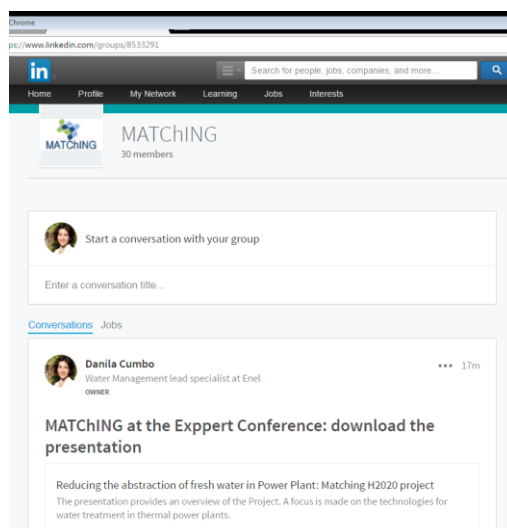 Chrome
ps://www.linkedin.com/groups/8533291
in
Search for people, jobs, companies, and more...
Home Profile My Network Learning Jobs Interests
MATChING
MATChING
30 members
Start a conversation with your group
Enter a conversation title...
Conversations Jobs
Danila Cumbo
17m
Water Management lead specialist at Enel
OWNER
MATChING at the Exppert Conference: download the
presentation
Reducing the abstraction of fresh water in Power Plant: Matching H2020 project
The presentation provides an overview of the Project. A focus is made on the technologies for
water treatment in thermal power plants.